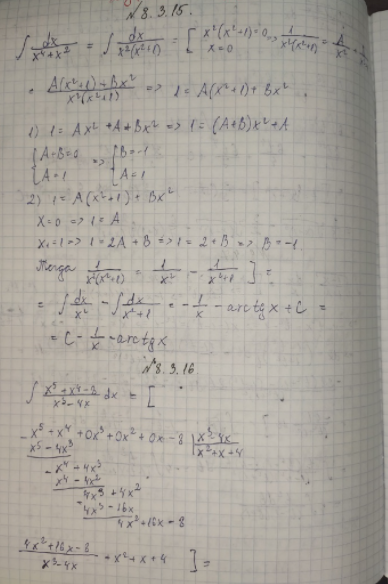 № 8.3.15.
∫ dx/(x⁴+x²) = ∫ dx/(x²(x²+1)) = [ x²(x²+1)=0 => 1/(x²(x²+1)) = A/x² +
x=0
= (A(x²+1)+Bx²)/(x²(x²+1)) => 1=A(x²+1)+Bx².
1) 1=Ax²+A+Bx² => 1=(A+B)x²+A
{A+B=0 => {B=-1
{A=1 {A=1
2) 1=A(x²+1)+Bx²
x=0 => 1=A
x=1 => 1=2A+B => 1=2+B => B=-1
Тогда 1/(x²(x²+1)) = 1/x² - 1/(x²+1) ] =
= ∫ dx/x² - ∫ dx/(x²+1) = -1/x - arctg x + C =
= C - 1/x - arctg x
№ 8.3.16.
∫ (x⁵+x⁴-8)/(x³-4x) dx = [
x⁵+x⁴+0x³+0x²+0x-8 | x³-4x
x⁵-4x³ | x²+x+4
x⁴+4x³
x⁴-4x²
4x³+4x²
4x³-16x
4x²+16x-8
(4x²+16x-8)/(x³-4x) + x²+x+4 ] =